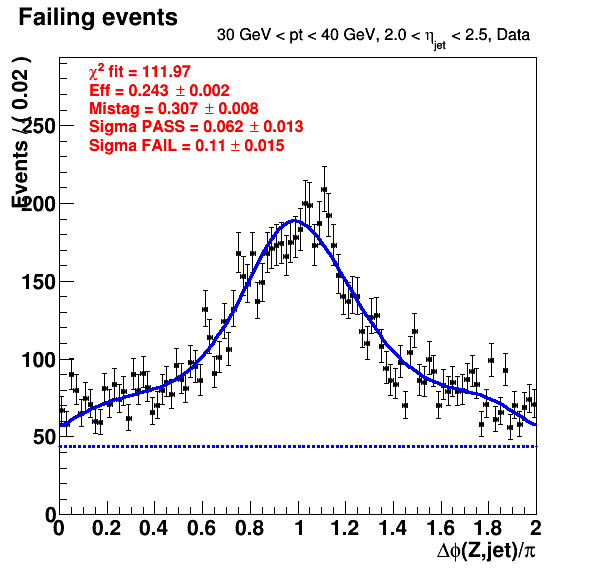 Failing events
30 GeV < pt < 40 GeV, 2.0 < η_jet < 2.5, Data
χ² fit = 111.97
Eff = 0.243 ± 0.002
Mistag = 0.307 ± 0.008
Sigma PASS = 0.062 ± 0.013
Sigma FAIL = 0.11 ± 0.015
Events / ( 0.02 )
250
200
150
100
50
0
0 0.2 0.4 0.6 0.8 1 1.2 1.4 1.6 1.8 2
Δϕ(Z,jet)/π